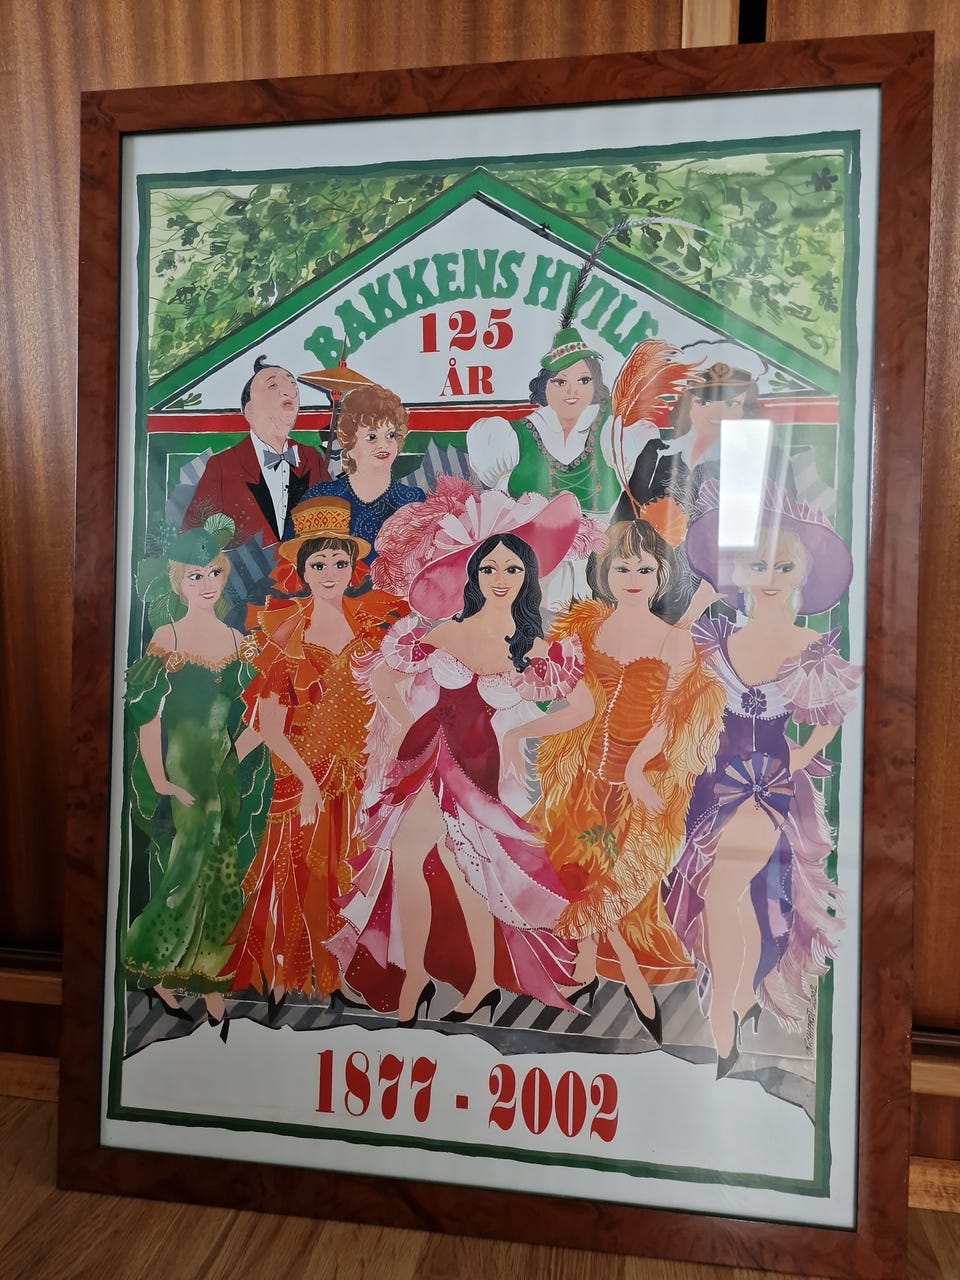 BAKKENS HVILE
125
ÅR
1877 - 2002